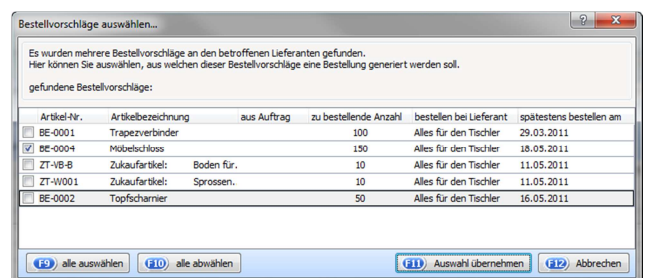 Bestellvorschläge auswählen...
Es wurden mehrere Bestellvorschläge an den betroffenen Lieferanten gefunden.
Hier können Sie auswählen, aus welchen dieser Bestellvorschläge eine Bestellung generiert werden soll.
gefundene Bestellvorschläge:
Artikel-Nr. Artikelbezeichnung aus Auftrag zu bestellende Anzahl bestellen bei Lieferant spätestens bestellen am
BE-0001 Trapezverbinder 100 Alles für den Tischler 29.03.2011
BE-0004 Möbelschloss 150 Alles für den Tischler 18.05.2011
ZT-VB-B Zukaufartikel: Boden für. 10 Alles für den Tischler 11.05.2011
ZT-W001 Zukaufartikel: Sprossen. 10 Alles für den Tischler 11.05.2011
BE-0002 Topfscharnier 50 Alles für den Tischler 16.05.2011
F9 alle auswählen F10 alle abwählen F11 Auswahl übernehmen F12 Abbrechen